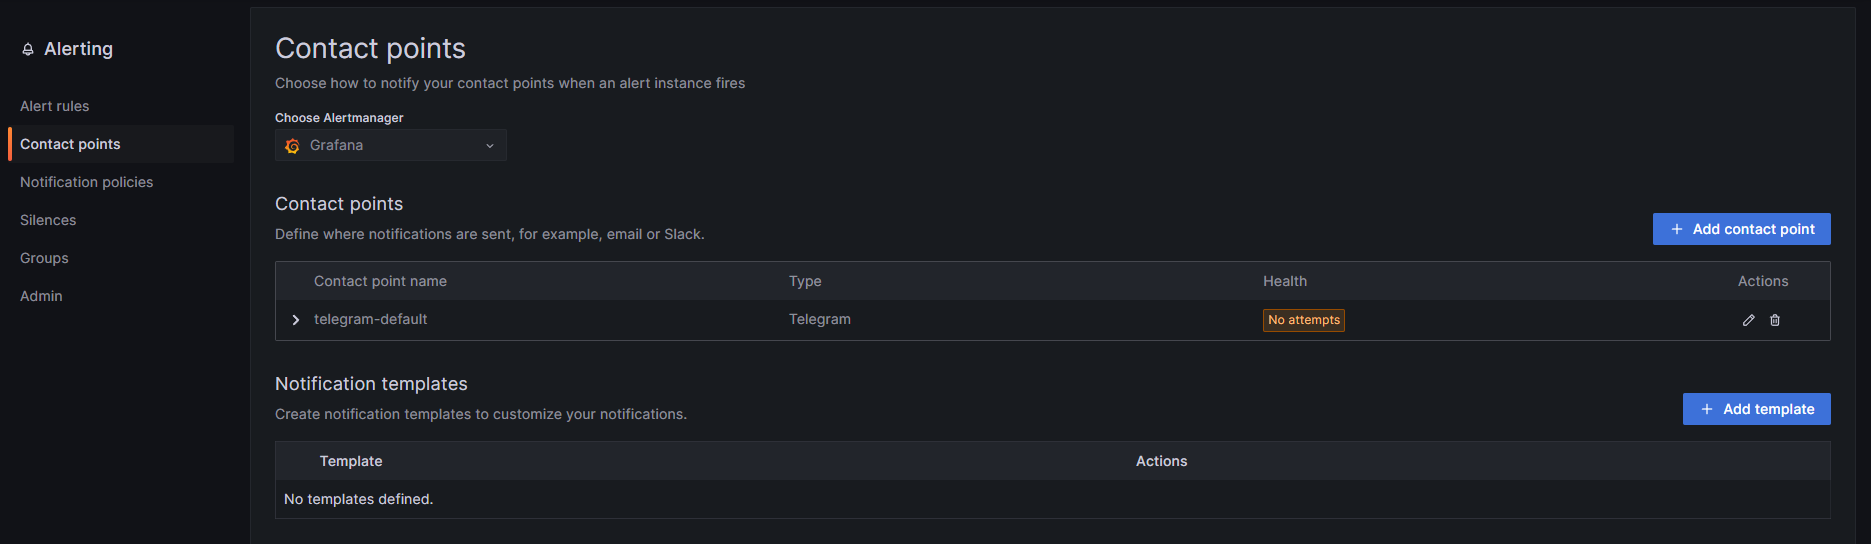 Alerting
Alert rules
Contact points
Notification policies
Silences
Groups
Admin
Contact points
Choose how to notify your contact points when an alert instance fires
Choose Alertmanager
Grafana
Contact points
Define where notifications are sent, for example, email or Slack.
Add contact point
Contact point name Type Health Actions
telegram-default Telegram No attempts
Notification templates
Create notification templates to customize your notifications.
Add template
Template Actions
No templates defined.